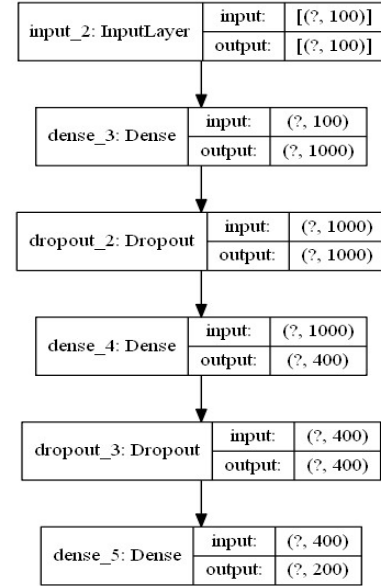 input_2: InputLayer input: [(?, 100)]
output: [(?, 100)]
dense_3: Dense input: (?, 100)
output: (?, 1000)
dropout_2: Dropout input: (?, 1000)
output: (?, 1000)
dense_4: Dense input: (?, 1000)
output: (?, 400)
dropout_3: Dropout input: (?, 400)
output: (?, 400)
dense_5: Dense input: (?, 400)
output: (?, 200)